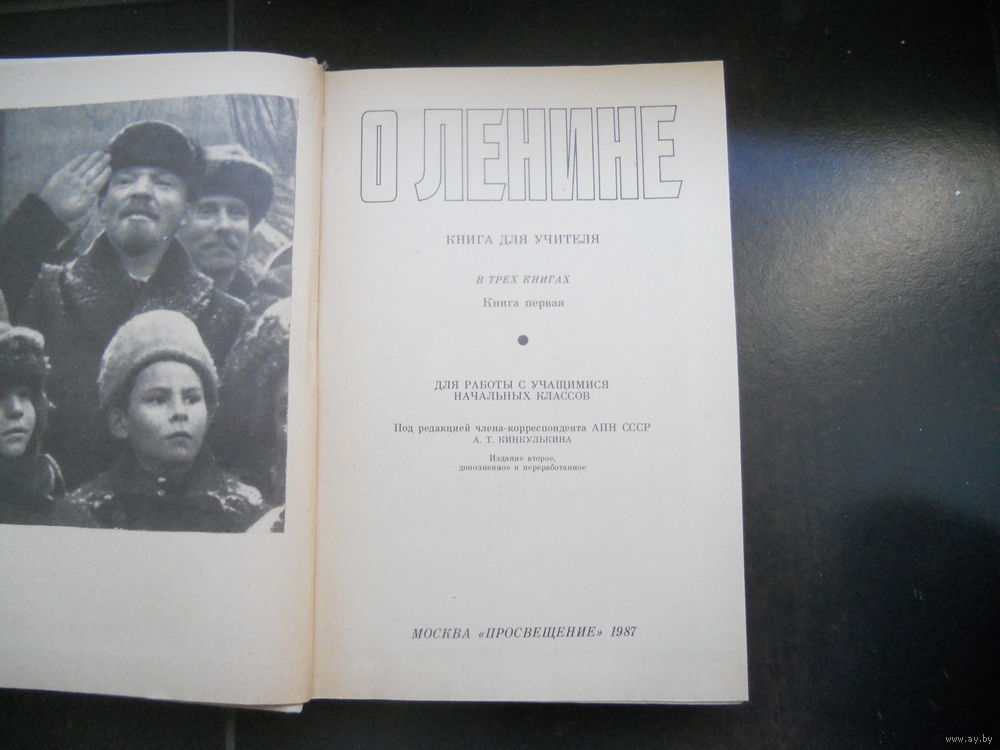 О ЛЕНИНЕ
КНИГА ДЛЯ УЧИТЕЛЯ
В ТРЕХ КНИГАХ
Книга первая
ДЛЯ РАБОТЫ С УЧАЩИМИСЯ
НАЧАЛЬНЫХ КЛАССОВ
Под редакцией члена-корреспондента АПН СССР
А. Т. КИНКУЛЬКИНА
Издание второе,
дополненное и переработанное
МОСКВА «ПРОСВЕЩЕНИЕ» 1987
www.ay.by